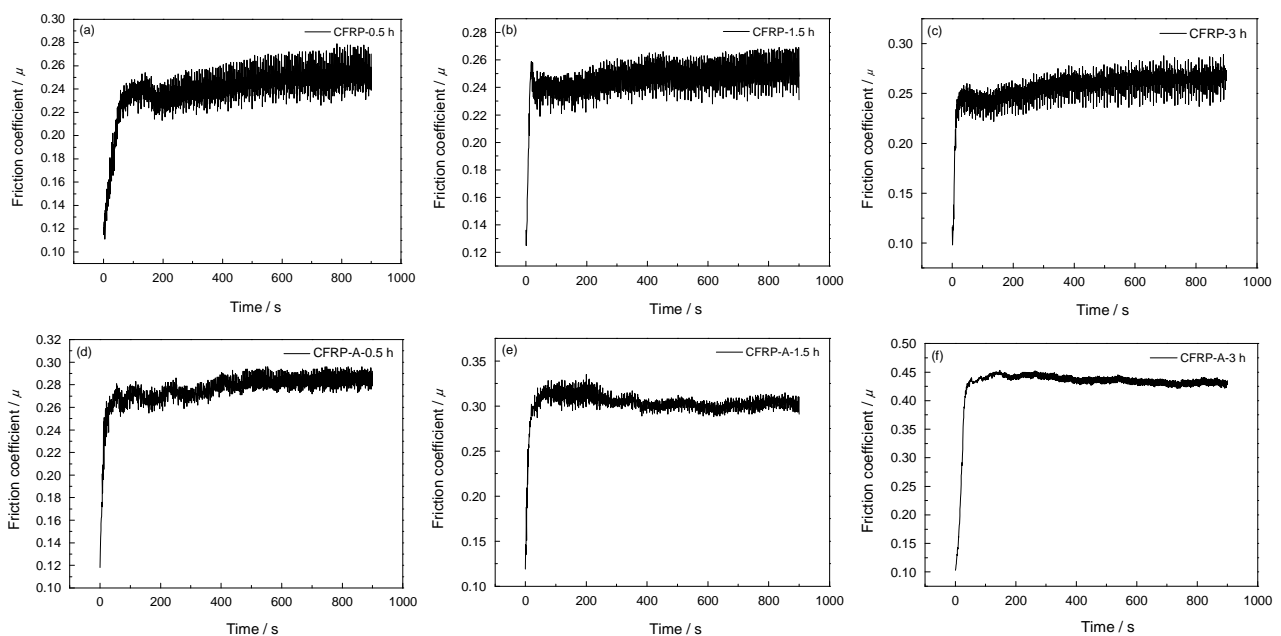 (a)
CFRP-0.5 h
Friction coefficient / μ
0.30
0.28
0.26
0.24
0.22
0.20
0.18
0.16
0.14
0.12
0.10
0 200 400 600 800 1000
Time / s
(b)
CFRP-1.5 h
Friction coefficient / μ
0.28
0.26
0.24
0.22
0.20
0.18
0.16
0.14
0.12
0 200 400 600 800 1000
Time / s
(c)
CFRP-3 h
Friction coefficient / μ
0.30
0.25
0.20
0.15
0.10
0 200 400 600 800 1000
Time / s
(d)
CFRP-A-0.5 h
Friction coefficient / μ
0.32
0.30
0.28
0.26
0.24
0.22
0.20
0.18
0.16
0.14
0.12
0.10
0 200 400 600 800 1000
Time / s
(e)
CFRP-A-1.5 h
Friction coefficient / μ
0.35
0.30
0.25
0.20
0.15
0.10
0 200 400 600 800 1000
Time / s
(f)
CFRP-A-3 h
Friction coefficient / μ
0.50
0.45
0.40
0.35
0.30
0.25
0.20
0.15
0.10
0 200 400 600 800 1000
Time / s